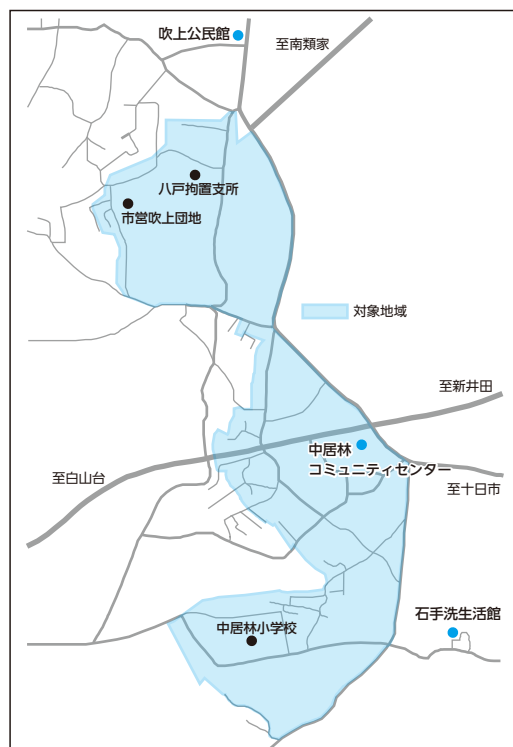 吹上公民館
至南類家
八戸拘置支所
市営吹上団地
対象地域
至新井田
中居林
コミュニティセンター
至白山台
至十日市
石手洗生活館
中居林小学校